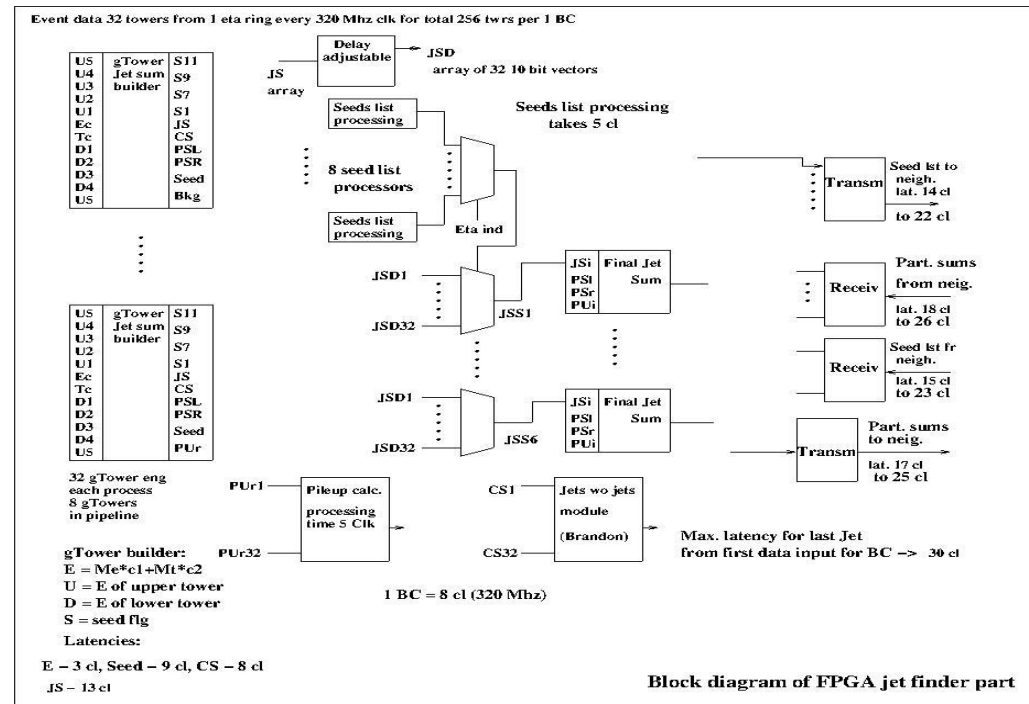 Event data 32 towers from 1 eta ring every 320 Mhz clk for total 256 twrs per 1 BC
U5
U4
U3
U2
U1
Ec
Tc
D1
D2
D3
D4
U5
gTower
Jet sum
builder
S11
S9
S7
S1
JS
CS
PSL
PSR
Seed
Bkg
JS
array
Delay
adjustable
JSD
array of 32 10 bit vectors
Seeds list
processing
8 seed list
processors
Seeds list
processing
Eta ind
Seeds list processing
takes 5 cl
Transm
Seed lst to
neigh.
lat. 14 cl
to 22 cl
JSD1
JSD32
JSS1
JSi
PSl
PSr
PUi
Final Jet
Sum
Receiv
Part. sums
from neig.
lat. 18 cl
to 26 cl
U5
U4
U3
U2
U1
Ec
Tc
D1
D2
D3
D4
U5
gTower
Jet sum
builder
S11
S9
S7
S1
JS
CS
PSL
PSR
Seed
PUr
Receiv
Seed lst fr
neigh.
lat. 15 cl
to 23 cl
JSD1
JSD32
JSS6
JSi
PSl
PSr
PUi
Final Jet
Sum
Transm
Part. sums
to neig.
lat. 17 cl
to 25 cl
32 gTower eng
each process
8 gTowers
in pipeline
PUr1
PUr32
Pileup calc.
processing
time 5 Clk
CS1
CS32
Jets wo jets
module
(Brandon)
Max. latency for last Jet
from first data input for BC −> 30 cl
gTower builder:
E = Me*c1+Mt*c2
U = E of upper tower
D = E of lower tower
S = seed flg
Latencies:
E − 3 cl, Seed − 9 cl, CS − 8 cl
JS − 13 cl
1 BC = 8 cl (320 Mhz)
Block diagram of FPGA jet finder part